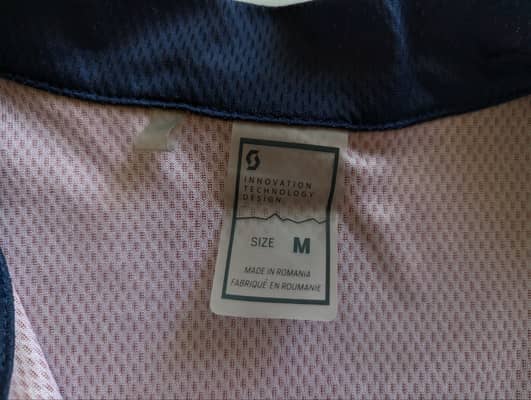 INNOVATION
TECHNOLOGY
DESIGN
SIZE M
MADE IN ROMANIA
FABRIQUÉ EN ROUMANIE